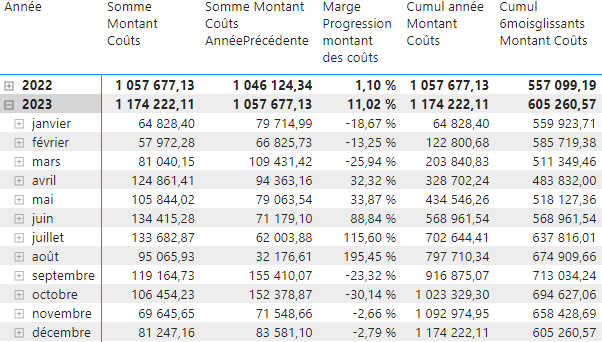 Année Somme Montant Coûts Somme Montant Coûts AnnéePrécédente Marge Progression montant des coûts Cumul année Montant Coûts Cumul 6moisglissants Montant Coûts
2022 1 057 677,13 1 046 124,34 1,10 % 1 057 677,13 557 099,19
2023 1 174 222,11 1 057 677,13 11,02 % 1 174 222,11 605 260,57
janvier 64 828,40 79 714,99 -18,67 % 64 828,40 559 923,71
février 57 972,28 66 825,73 -13,25 % 122 800,68 585 719,38
mars 81 040,15 109 431,42 -25,94 % 203 840,83 511 349,46
avril 124 861,41 94 363,16 32,32 % 328 702,24 483 832,00
mai 105 844,02 79 063,54 33,87 % 434 546,26 518 127,36
juin 134 415,28 71 179,10 88,84 % 568 961,54 568 961,54
juillet 133 682,87 62 003,88 115,60 % 702 644,41 637 816,01
août 95 065,93 32 176,61 195,45 % 797 710,34 674 909,66
septembre 119 164,73 155 410,07 -23,32 % 916 875,07 713 034,24
octobre 106 454,23 152 378,87 -30,14 % 1 023 329,30 694 627,06
novembre 69 645,65 71 548,66 -2,66 % 1 092 974,95 658 428,69
décembre 81 247,16 83 581,10 -2,79 % 1 174 222,11 605 260,57